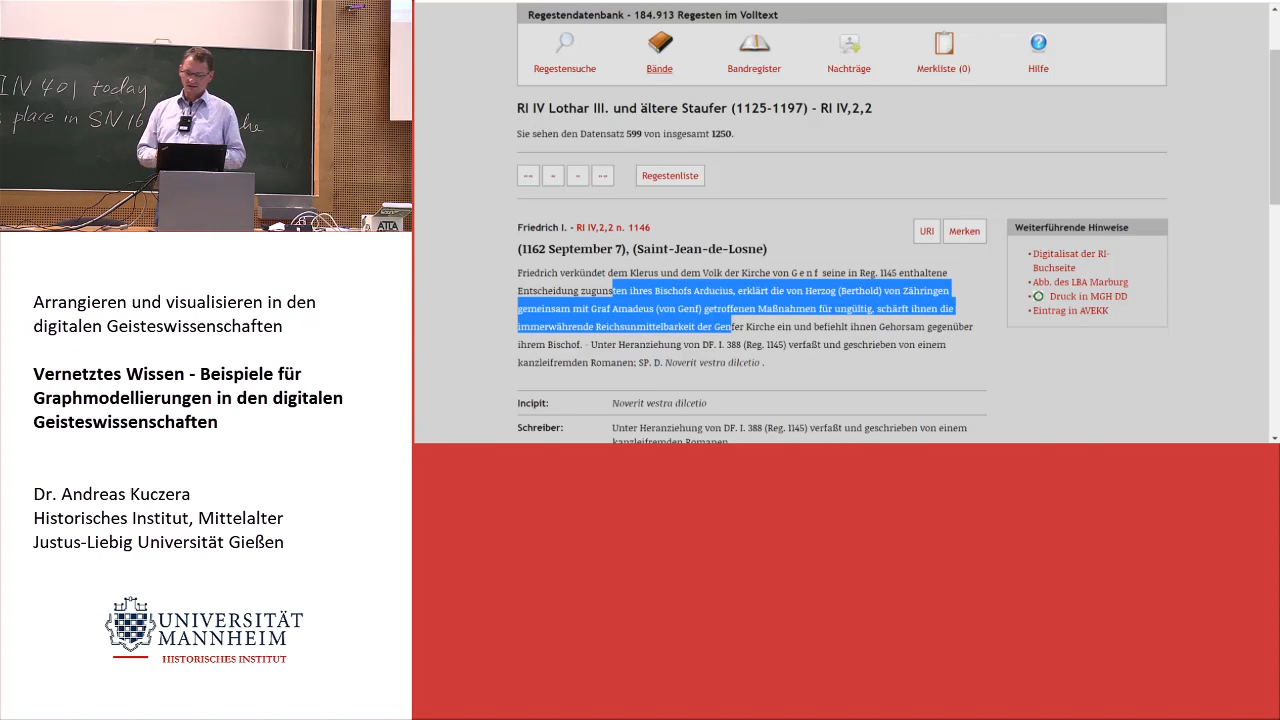 IN 401 today
place in SN 16
ATLA
Arrangieren und visualisieren in den
digitalen Geisteswissenschaften
Vernetztes Wissen - Beispiele für
Graphmodellierungen in den digitalen
Geisteswissenschaften
Dr. Andreas Kuczera
Historisches Institut, Mittelalter
Justus-Liebig Universität Gießen
UNIVERSITÄT
MANNHEIM
HISTORISCHES INSTITUT
Regestendatenbank - 184.913 Regesten im Volltext
Regestensuche Bände Bandregister Nachträge Merkliste (0) Hilfe
RI IV Lothar III. und ältere Staufer (1125-1197) - RI IV,2,2
Sie sehen den Datensatz 599 von insgesamt 1250.
Regestenliste
Friedrich I. - RI IV,2,2 n. 1146
URI Merken
(1162 September 7), (Saint-Jean-de-Losne)
Friedrich verkündet dem Klerus und dem Volk der Kirche von G e n f seine in Reg. 1145 enthaltene
Entscheidung zugunsten ihres Bischofs Arducius, erklärt die von Herzog (Berthold) von Zähringen
gemeinsam mit Graf Amadeus (von Genf) getroffenen Maßnahmen für ungültig, schärft ihnen die
immerwährende Reichsunmittelbarkeit der Genfer Kirche ein und befiehlt ihnen Gehorsam gegenüber
ihrem Bischof. - Unter Heranziehung von DF. I. 388 (Reg. 1145) verfaßt und geschrieben von einem
kanzleifremden Romanen; SP. D. Noverit vestra dilcetio .
Incipit: Noverit vestra dilcetio
Schreiber: Unter Heranziehung von DF. I. 388 (Reg. 1145) verfaßt und geschrieben von einem
kanzleifremden Romanen
Weiterführende Hinweise
• Digitalisat der RI-
Buchseite
• Abb. des LBA Marburg
• Druck in MGH DD
• Eintrag in AVEKK